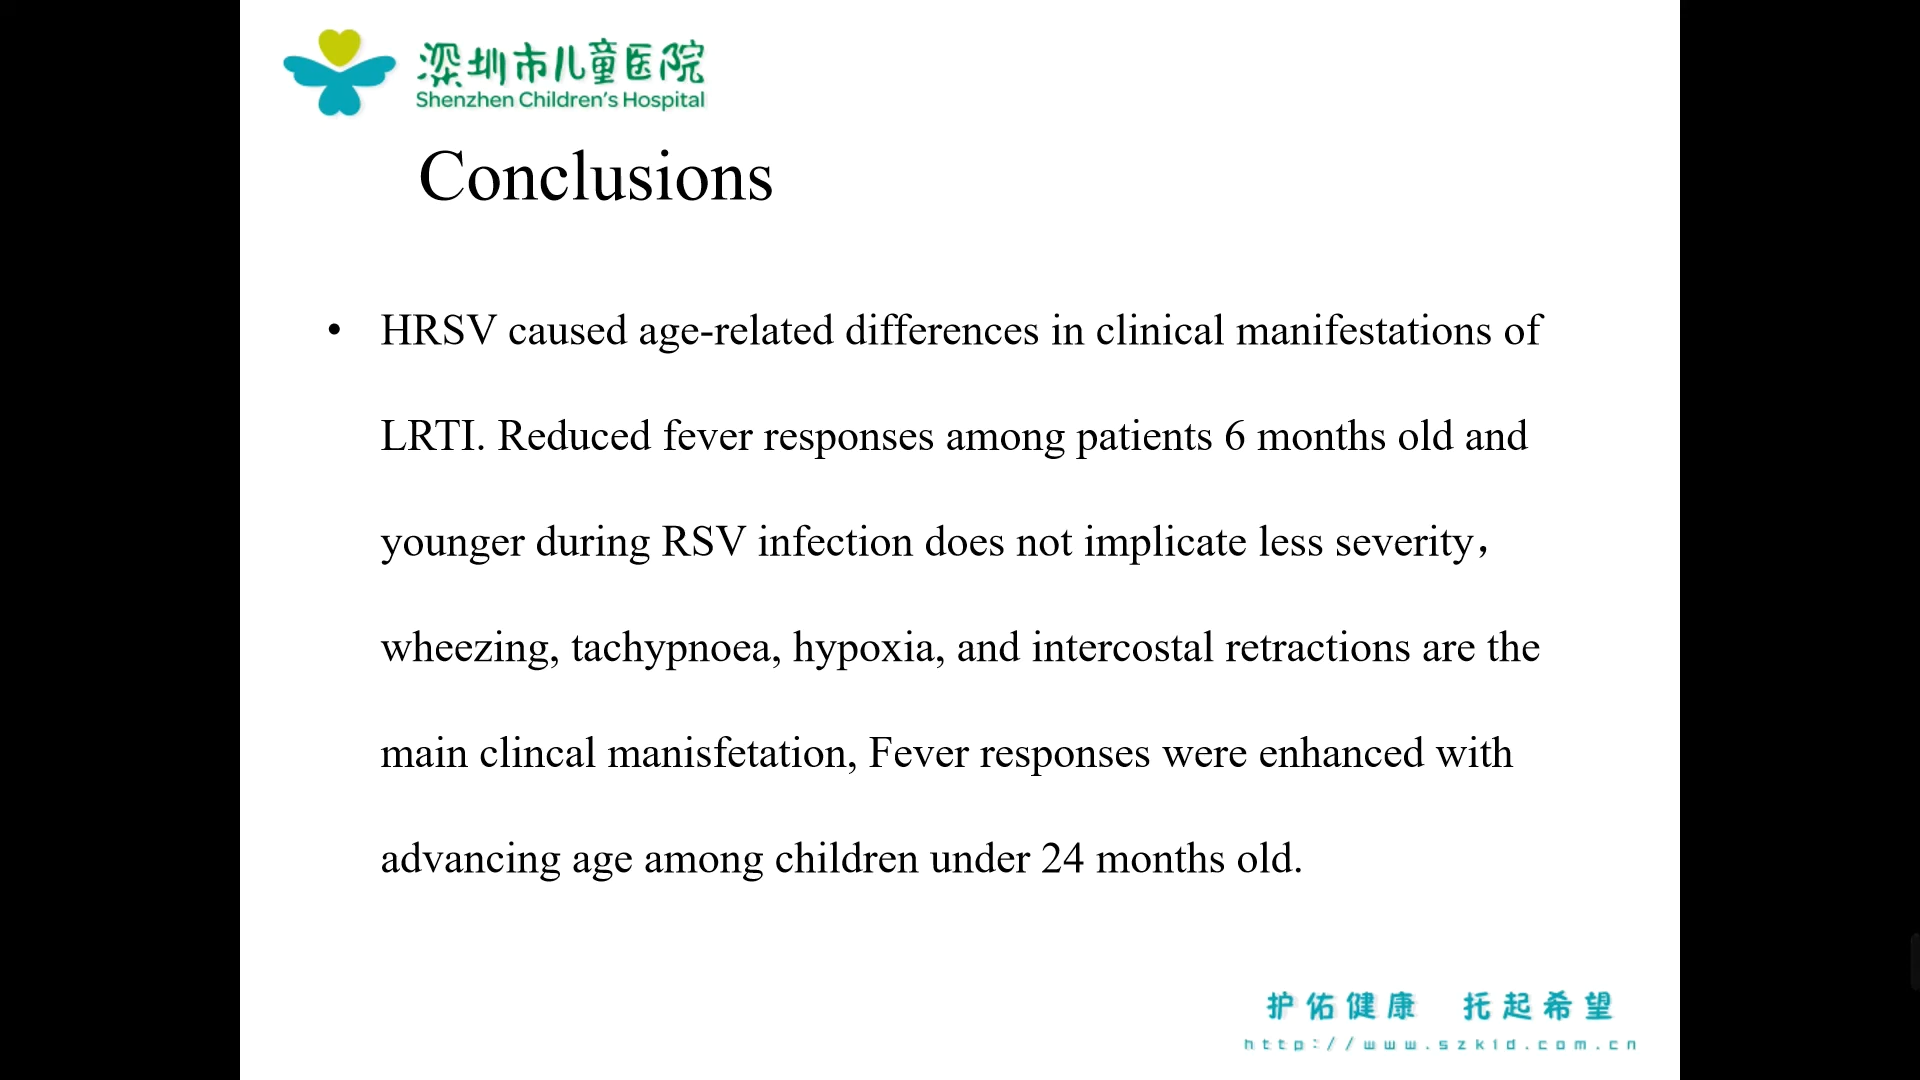 深圳市儿童医院
Shenzhen Children's Hospital
Conclusions
• HRSV caused age-related differences in clinical manifestations of
LRTI. Reduced fever responses among patients 6 months old and
younger during RSV infection does not implicate less severity，
wheezing, tachypnoea, hypoxia, and intercostal retractions are the
main clincal manisfetation, Fever responses were enhanced with
advancing age among children under 24 months old.
护佑健康 托起希望
http://www.szkid.com.cn